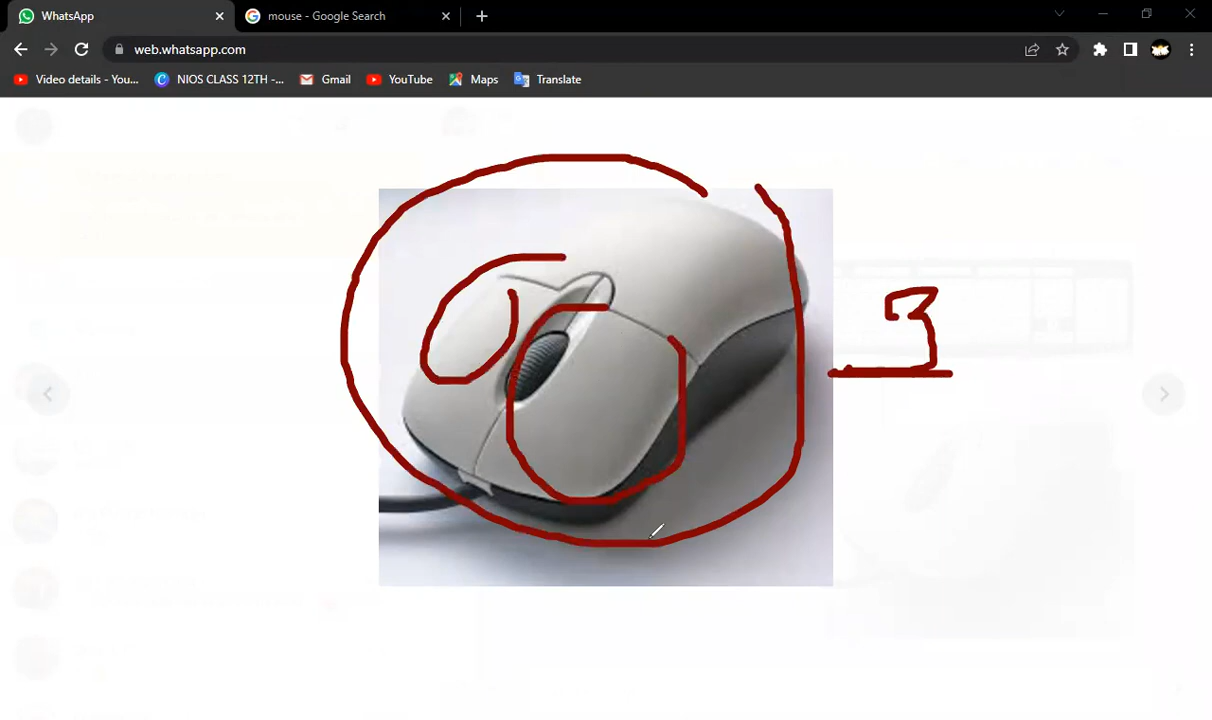 WhatsApp
mouse - Google Search
web.whatsapp.com
Video details - You...
NIOS CLASS 12TH -...
Gmail
YouTube
Maps
Translate
3